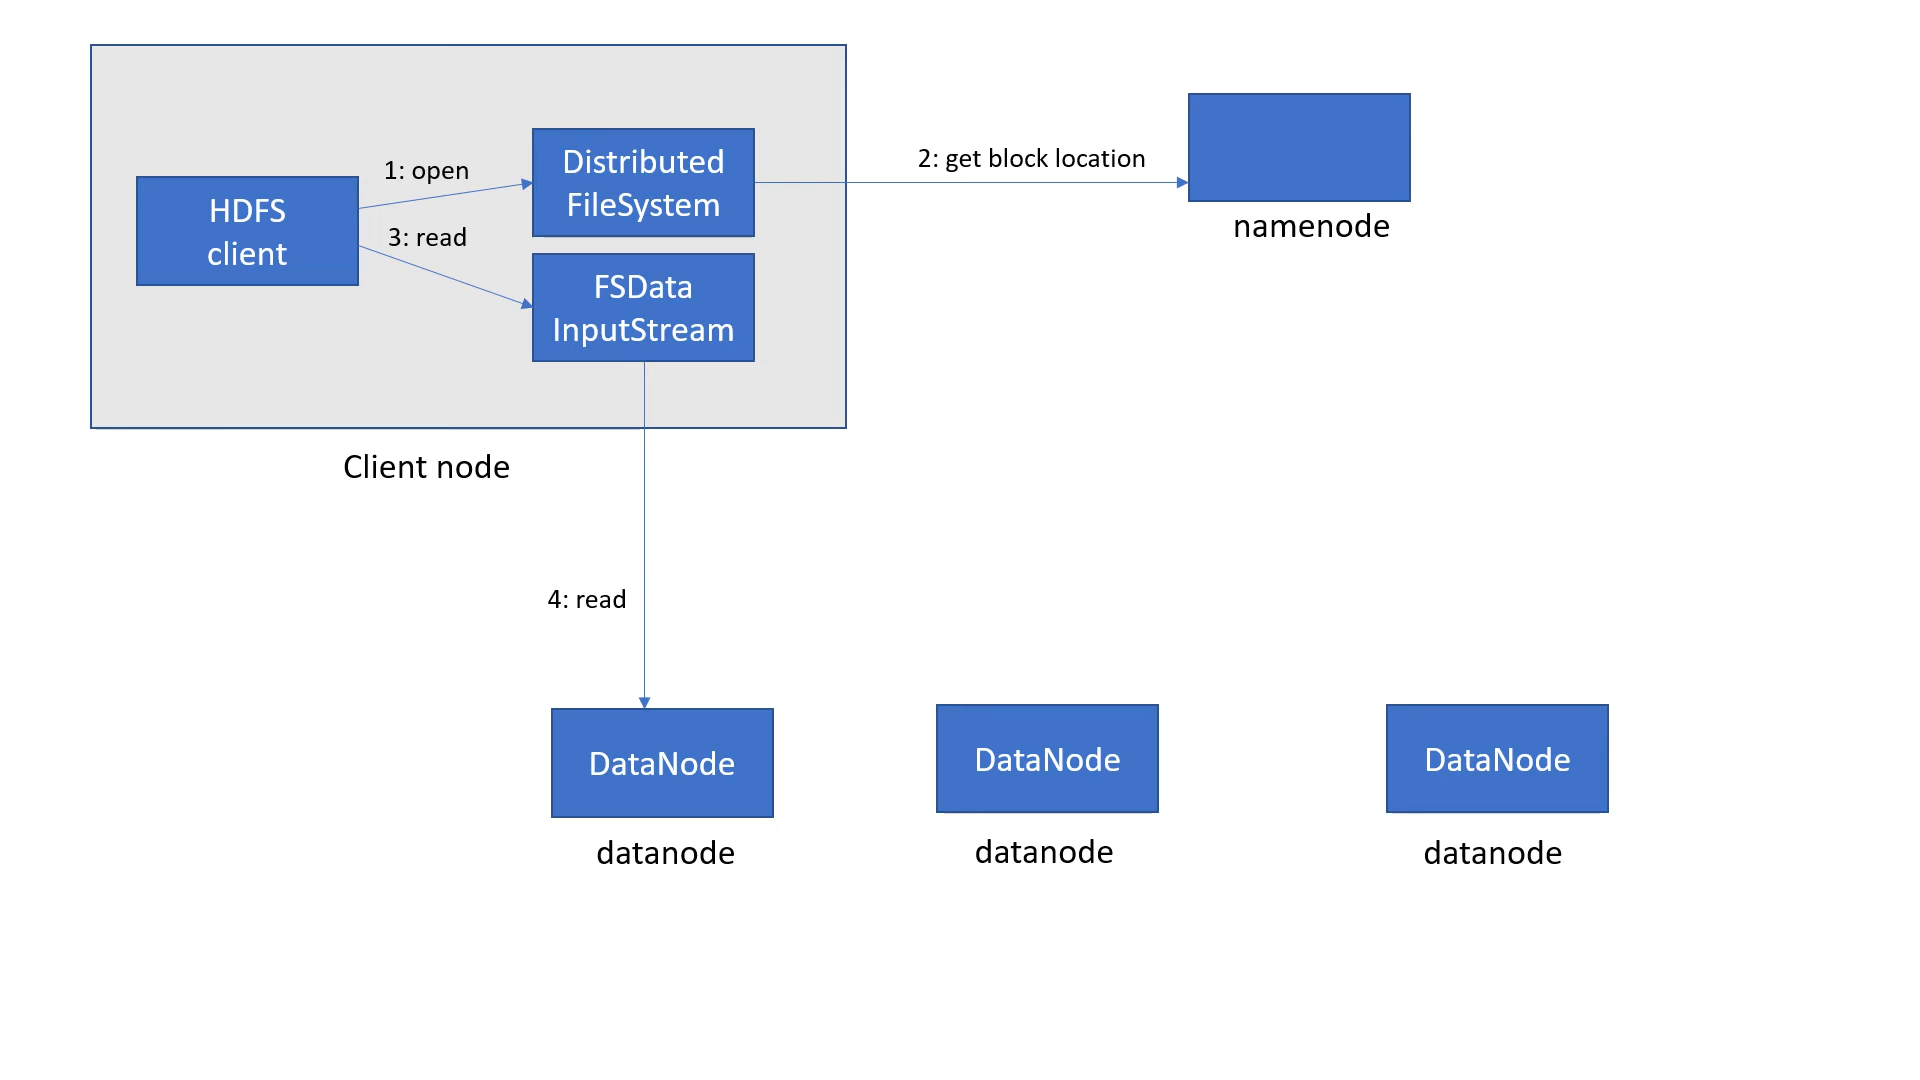 HDFS
client
1: open
3: read
Distributed
FileSystem
FSData
InputStream
2: get block location
namenode
Client node
4: read
DataNode
datanode
DataNode
datanode
DataNode
datanode